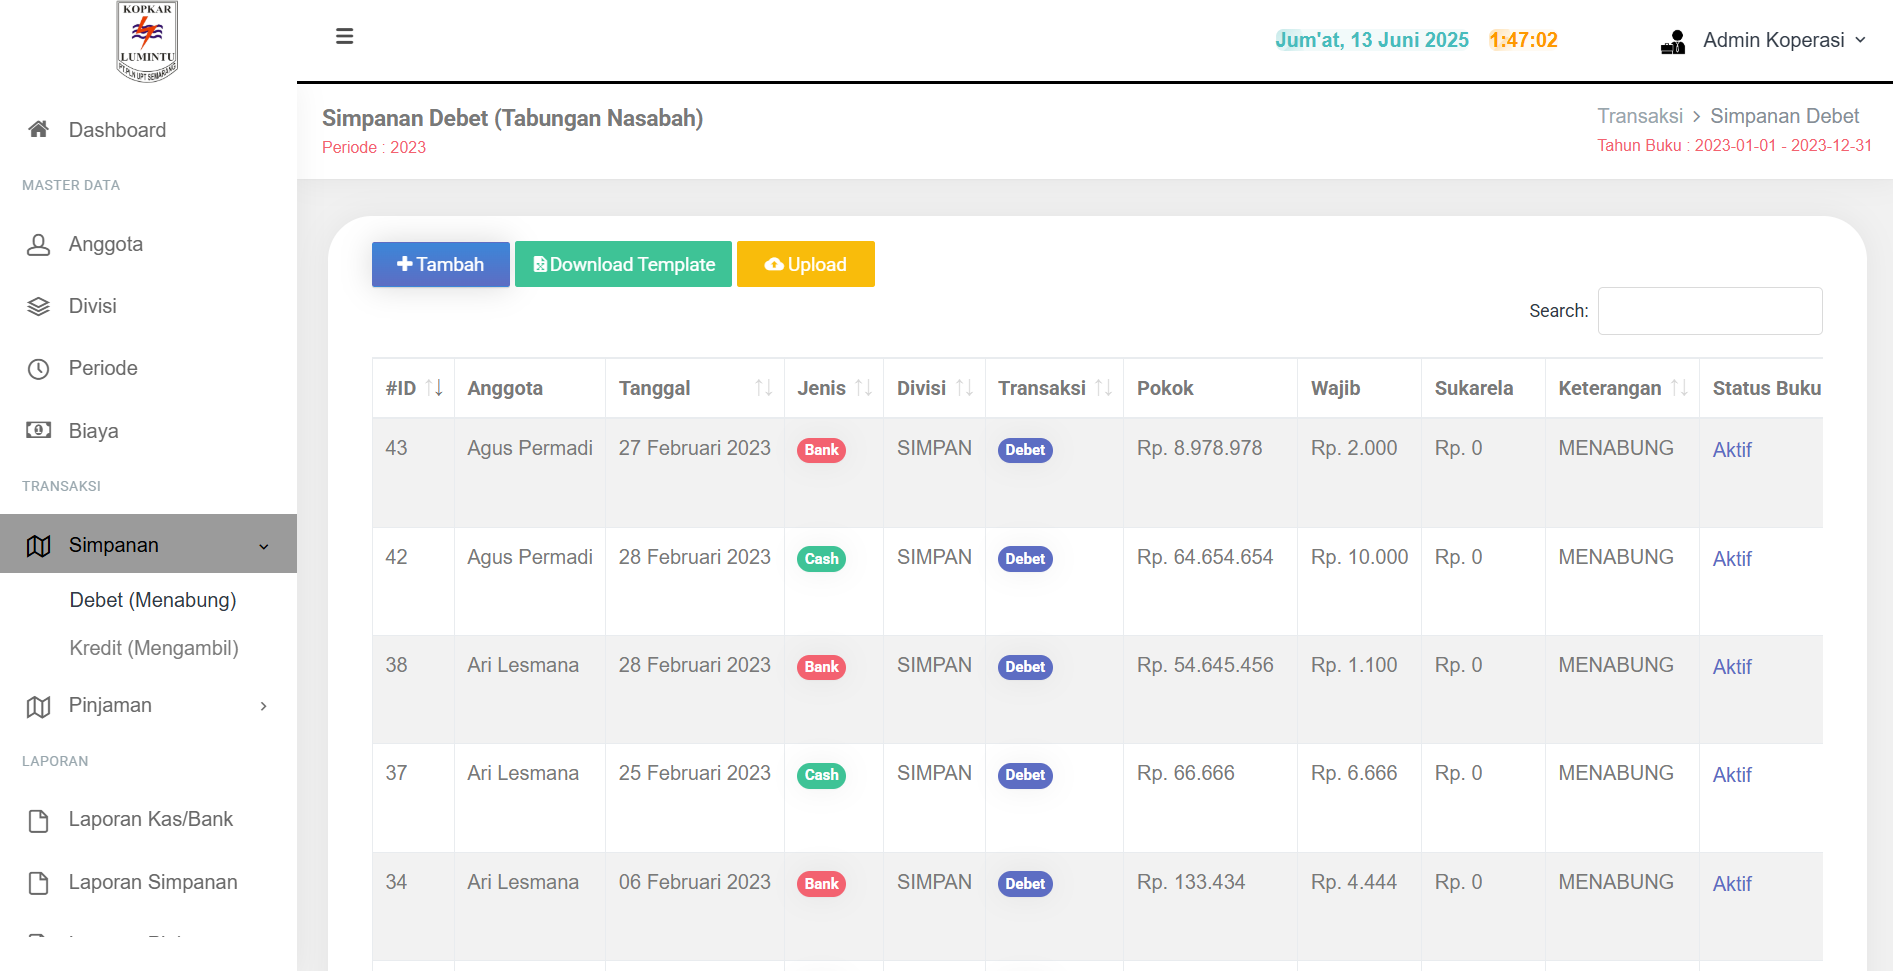 KOPKAR
LUMINTU
PT.PLN UPT SEMARANG
Jum'at, 13 Juni 2025 1:47:02
Admin Koperasi
Simpanan Debet (Tabungan Nasabah)
Periode : 2023
Transaksi > Simpanan Debet
Tahun Buku : 2023-01-01 - 2023-12-31
Dashboard
MASTER DATA
Anggota
Divisi
Periode
Biaya
TRANSAKSI
Simpanan
Debet (Menabung)
Kredit (Mengambil)
Pinjaman
LAPORAN
Laporan Kas/Bank
Laporan Simpanan
Tambah
Download Template
Upload
Search:
#ID Anggota Tanggal Jenis Divisi Transaksi Pokok Wajib Sukarela Keterangan Status Buku
43 Agus Permadi 27 Februari 2023 Bank SIMPAN Debet Rp. 8.978.978 Rp. 2.000 Rp. 0 MENABUNG Aktif
42 Agus Permadi 28 Februari 2023 Cash SIMPAN Debet Rp. 64.654.654 Rp. 10.000 Rp. 0 MENABUNG Aktif
38 Ari Lesmana 28 Februari 2023 Bank SIMPAN Debet Rp. 54.645.456 Rp. 1.100 Rp. 0 MENABUNG Aktif
37 Ari Lesmana 25 Februari 2023 Cash SIMPAN Debet Rp. 66.666 Rp. 6.666 Rp. 0 MENABUNG Aktif
34 Ari Lesmana 06 Februari 2023 Bank SIMPAN Debet Rp. 133.434 Rp. 4.444 Rp. 0 MENABUNG Aktif